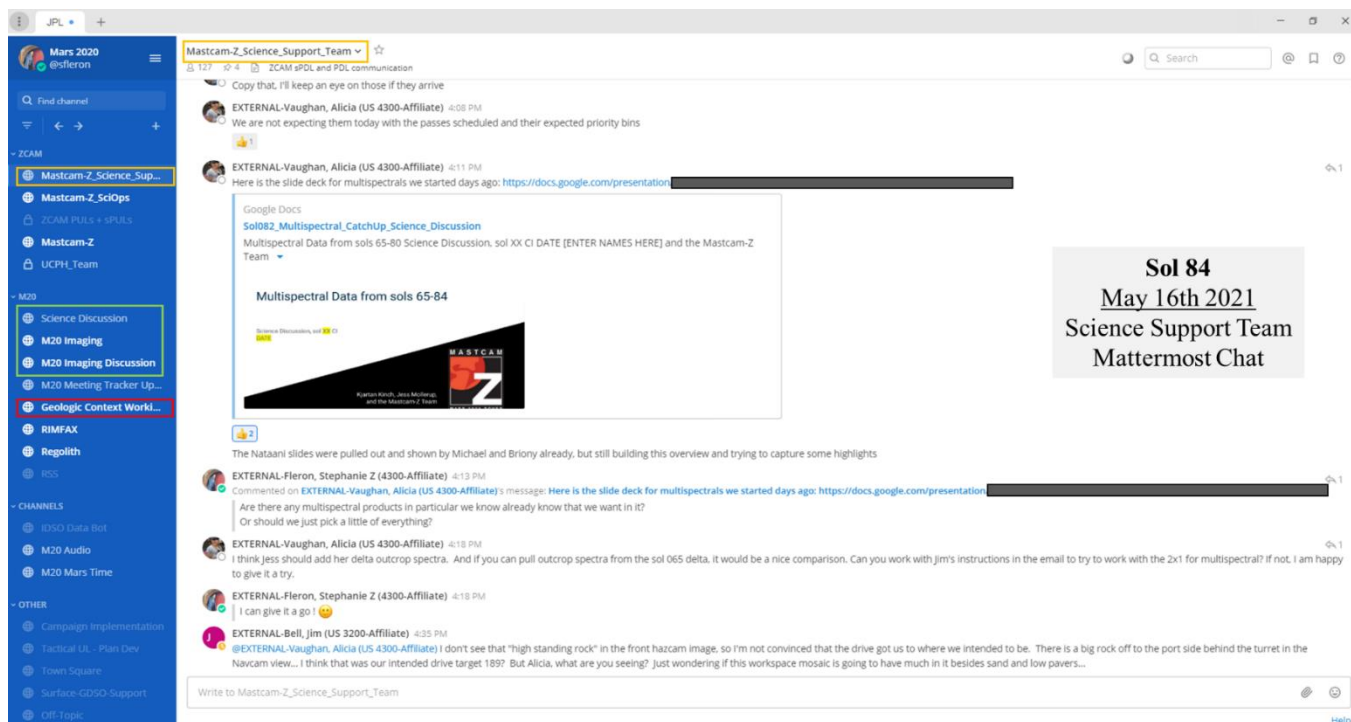 JPL
Mars 2020
@sfleron
Find channel
ZCAM
Mastcam-Z_Science_Sup...
Mastcam-Z_SciOps
ZCAM PULs + sPULs
Mastcam-Z
UCPH_Team
M20
Science Discussion
M20 Imaging
M20 Imaging Discussion
M20 Meeting Tracker Up...
Geologic Context Worki...
RIMFAX
Regolith
RSS
CHANNELS
IDSO Data Bot
M20 Audio
M20 Mars Time
OTHER
Campaign Implementation
Tactical UL - Plan Dev
Town Square
Surface-GDSO-Support
Off-Topic
Mastcam-Z_Science_Support_Team
127 4 ZCAM sPDL and PDL communication
Search
Copy that, I'll keep an eye on those if they arrive
EXTERNAL-Vaughan, Alicia (US 4300-Affiliate) 4:08 PM
We are not expecting them today with the passes scheduled and their expected priority bins
👍 1
EXTERNAL-Vaughan, Alicia (US 4300-Affiliate) 4:11 PM
1
Here is the slide deck for multispectrals we started days ago: https://docs.google.com/presentation
Google Docs
Sol082_Multispectral_CatchUp_Science_Discussion
Multispectral Data from sols 65-80 Science Discussion, sol XX CI DATE [ENTER NAMES HERE] and the Mastcam-Z
Team
Multispectral Data from sols 65-84
Science Discussion, sol XX CI
DATE
MASTCAM
Z
Kjartan Kinch, Jess Mollerup,
and the Mastcam-Z Team
👍 2
The Nataani slides were pulled out and shown by Michael and Briony already, but still building this overview and trying to capture some highlights
EXTERNAL-Fleron, Stephanie Z (4300-Affiliate) 4:13 PM
1
Commented on EXTERNAL-Vaughan, Alicia (US 4300-Affiliate)'s message: Here is the slide deck for multispectrals we started days ago: https://docs.google.com/presentation
Are there any multispectral products in particular we know already know that we want in it?
Or should we just pick a little of everything?
EXTERNAL-Vaughan, Alicia (US 4300-Affiliate) 4:18 PM
1
I think Jess should add her delta outcrop spectra. And if you can pull outcrop spectra from the sol 065 delta, it would be a nice comparison. Can you work with Jim's instructions in the email to try to work with the 2x1 for multispectral? If not, I am happy
to give it a try.
EXTERNAL-Fleron, Stephanie Z (4300-Affiliate) 4:18 PM
I can give it a go ! 🙂
EXTERNAL-Bell, Jim (US 3200-Affiliate) 4:35 PM
@EXTERNAL-Vaughan, Alicia (US 4300-Affiliate) I don't see that "high standing rock" in the front hazcam image, so I'm not convinced that the drive got us to where we intended to be. There is a big rock off to the port side behind the turret in the
Navcam view... I think that was our intended drive target 189? But Alicia, what are you seeing? Just wondering if this workspace mosaic is going to have much in it besides sand and low pavers...
Write to Mastcam-Z_Science_Support_Team
Help
Sol 84
May 16th 2021
Science Support Team
Mattermost Chat